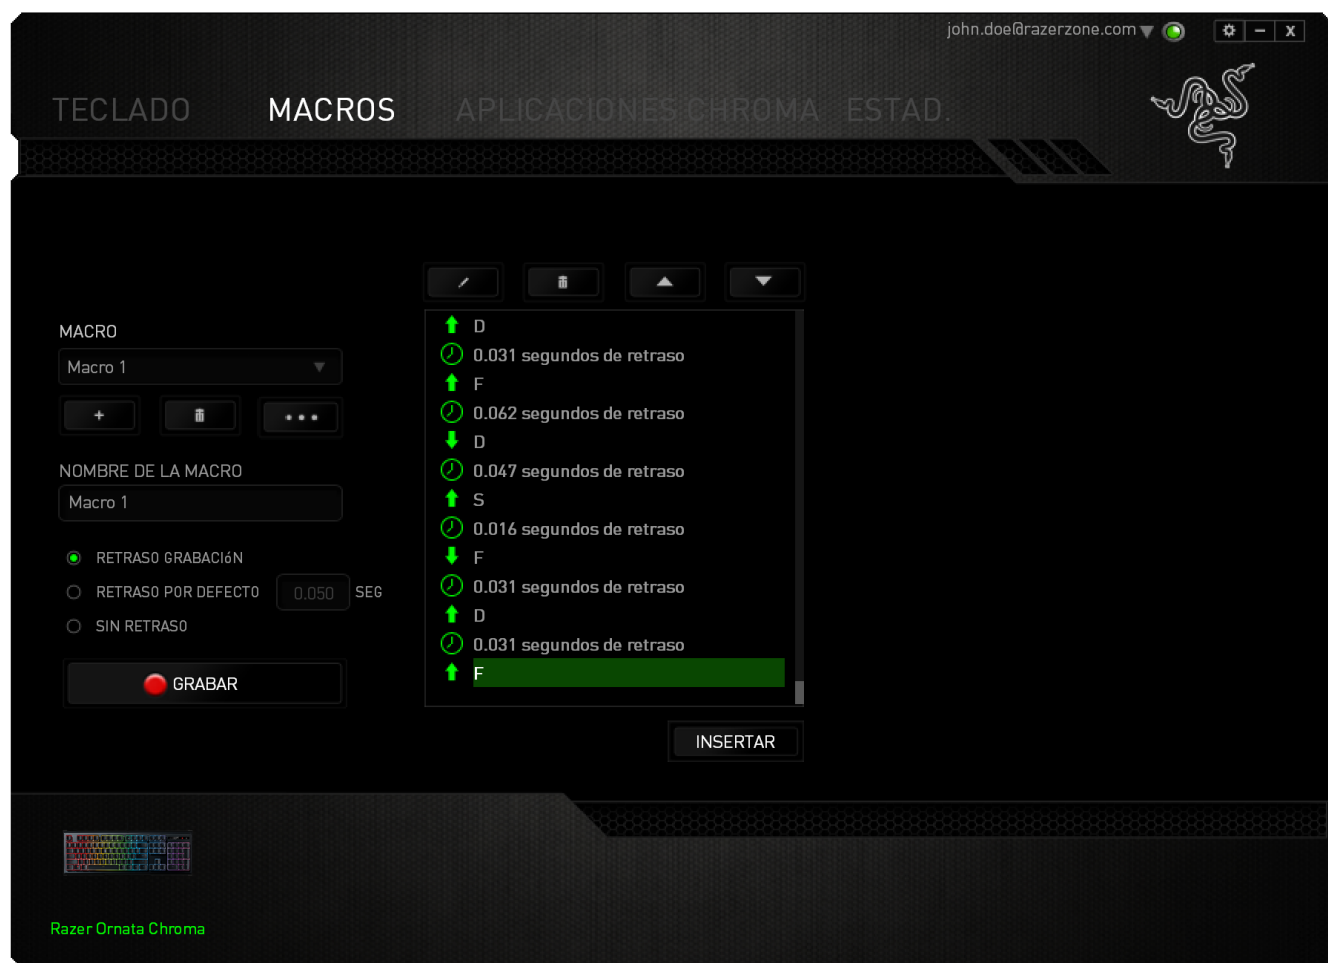 john.doe@razerzone.com
TECLADO MACROS APLICACIONES CHROMA ESTAD.
MACRO
Macro 1
NOMBRE DE LA MACRO
Macro 1
RETRASO GRABACIóN
RETRASO POR DEFECTO 0.050 SEG
SIN RETRASO
GRABAR
D
0.031 segundos de retraso
F
0.062 segundos de retraso
D
0.047 segundos de retraso
S
0.016 segundos de retraso
F
0.031 segundos de retraso
D
0.031 segundos de retraso
F
INSERTAR
Razer Ornata Chroma